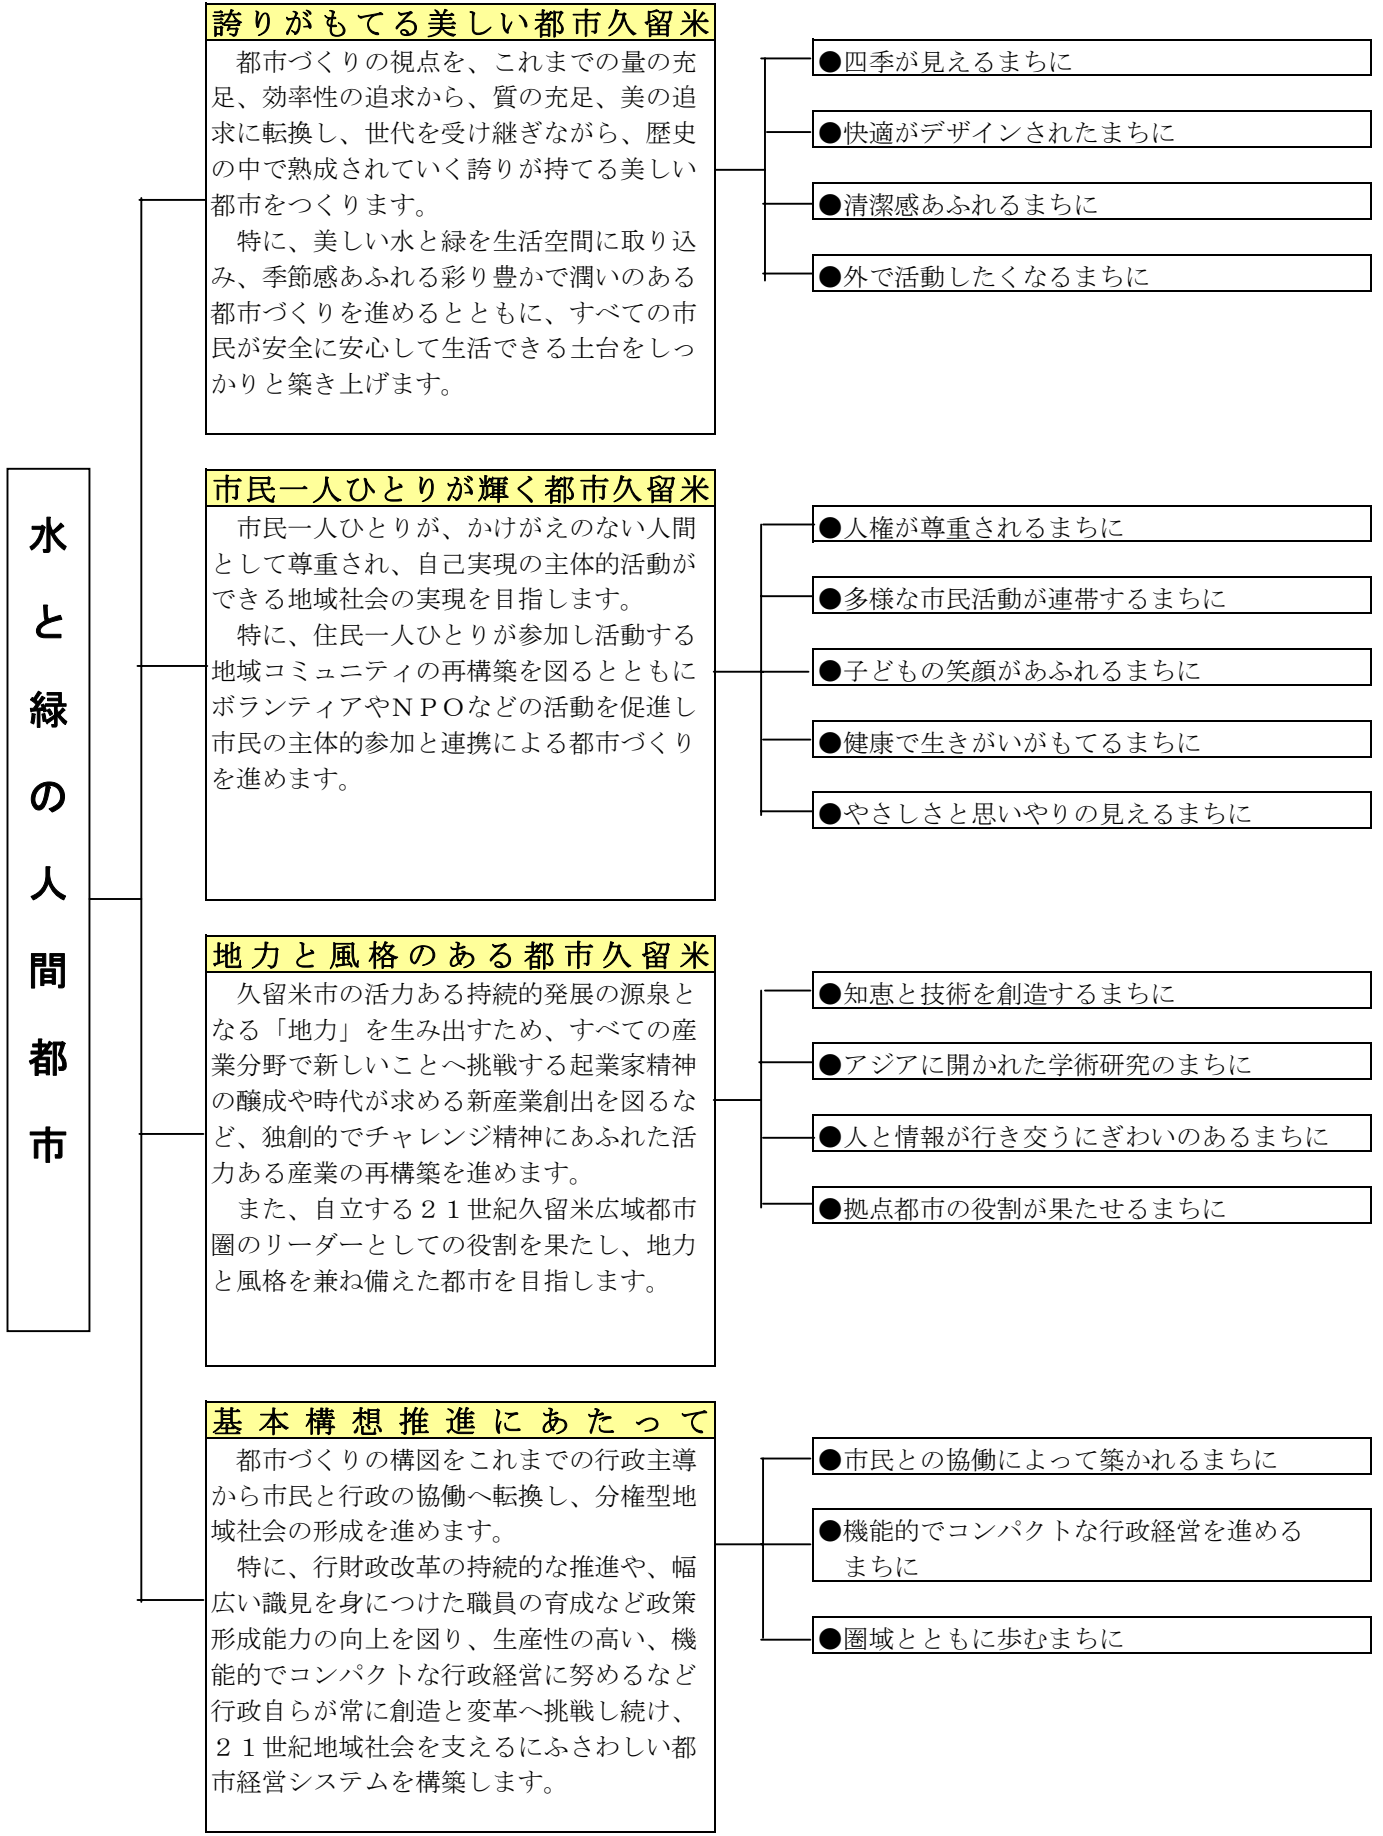 水と緑の人間都市
誇りがもてる美しい都市久留米
　都市づくりの視点を、これまでの量の充
足、効率性の追求から、質の充足、美の追
求に転換し、世代を受け継ぎながら、歴史
の中で熟成されていく誇りが持てる美しい
都市をつくります。
　特に、美しい水と緑を生活空間に取り込
み、季節感あふれる彩り豊かで潤いのある
都市づくりを進めるとともに、すべての市
民が安全に安心して生活できる土台をしっ
かりと築き上げます。
●四季が見えるまちに
●快適がデザインされたまちに
●清潔感あふれるまちに
●外で活動したくなるまちに
市民一人ひとりが輝く都市久留米
　市民一人ひとりが、かけがえのない人間
として尊重され、自己実現の主体的活動が
できる地域社会の実現を目指します。
　特に、住民一人ひとりが参加し活動する
地域コミュニティの再構築を図るとともに
ボランティアやＮＰＯなどの活動を促進し
市民の主体的参加と連携による都市づくり
を進めます。
●人権が尊重されるまちに
●多様な市民活動が連帯するまちに
●子どもの笑顔があふれるまちに
●健康で生きがいがもてるまちに
●やさしさと思いやりの見えるまちに
地力と風格のある都市久留米
　久留米市の活力ある持続的発展の源泉と
なる「地力」を生み出すため、すべての産
業分野で新しいことへ挑戦する起業家精神
の醸成や時代が求める新産業創出を図るな
ど、独創的でチャレンジ精神にあふれた活
力ある産業の再構築を進めます。
　また、自立する２１世紀久留米広域都市
圏のリーダーとしての役割を果たし、地力
と風格を兼ね備えた都市を目指します。
●知恵と技術を創造するまちに
●アジアに開かれた学術研究のまちに
●人と情報が行き交うにぎわいのあるまちに
●拠点都市の役割が果たせるまちに
基本構想推進にあたって
　都市づくりの構図をこれまでの行政主導
から市民と行政の協働へ転換し、分権型地
域社会の形成を進めます。
　特に、行財政改革の持続的な推進や、幅
広い識見を身につけた職員の育成など政策
形成能力の向上を図り、生産性の高い、機
能的でコンパクトな行政経営に努めるなど
行政自らが常に創造と変革へ挑戦し続け、
２１世紀地域社会を支えるにふさわしい都
市経営システムを構築します。
●市民との協働によって築かれるまちに
●機能的でコンパクトな行政経営を進める
まちに
●圏域とともに歩むまちに